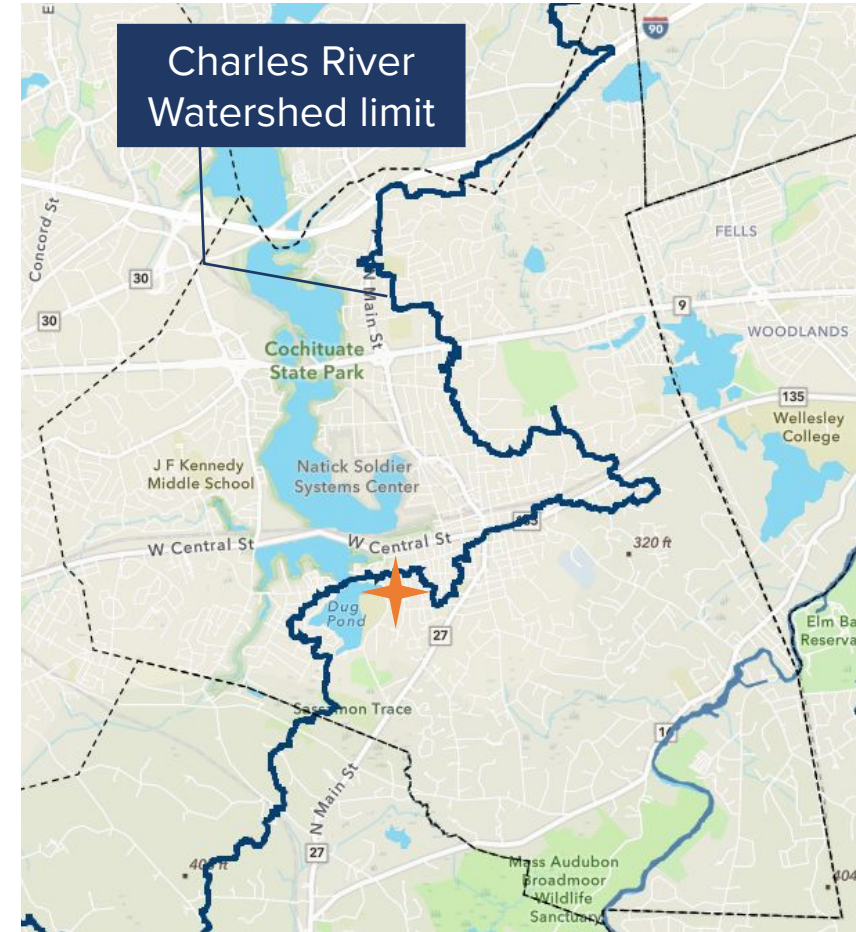 Charles River
Watershed limit
90
Concord St
FELLS
30
30
N Main St
9
Cochituate
State Park
WOODLANDS
135
Wellesley
College
J F Kennedy
Middle School
Natick Soldier
Systems Center
W Central St
W Central St
320 ft
Dug
Pond
27
Elm Ba
Reserva
Trace
16
N Main St
27
Mass Audubon
Broadmoor
Wildlife
Sanctuary
404